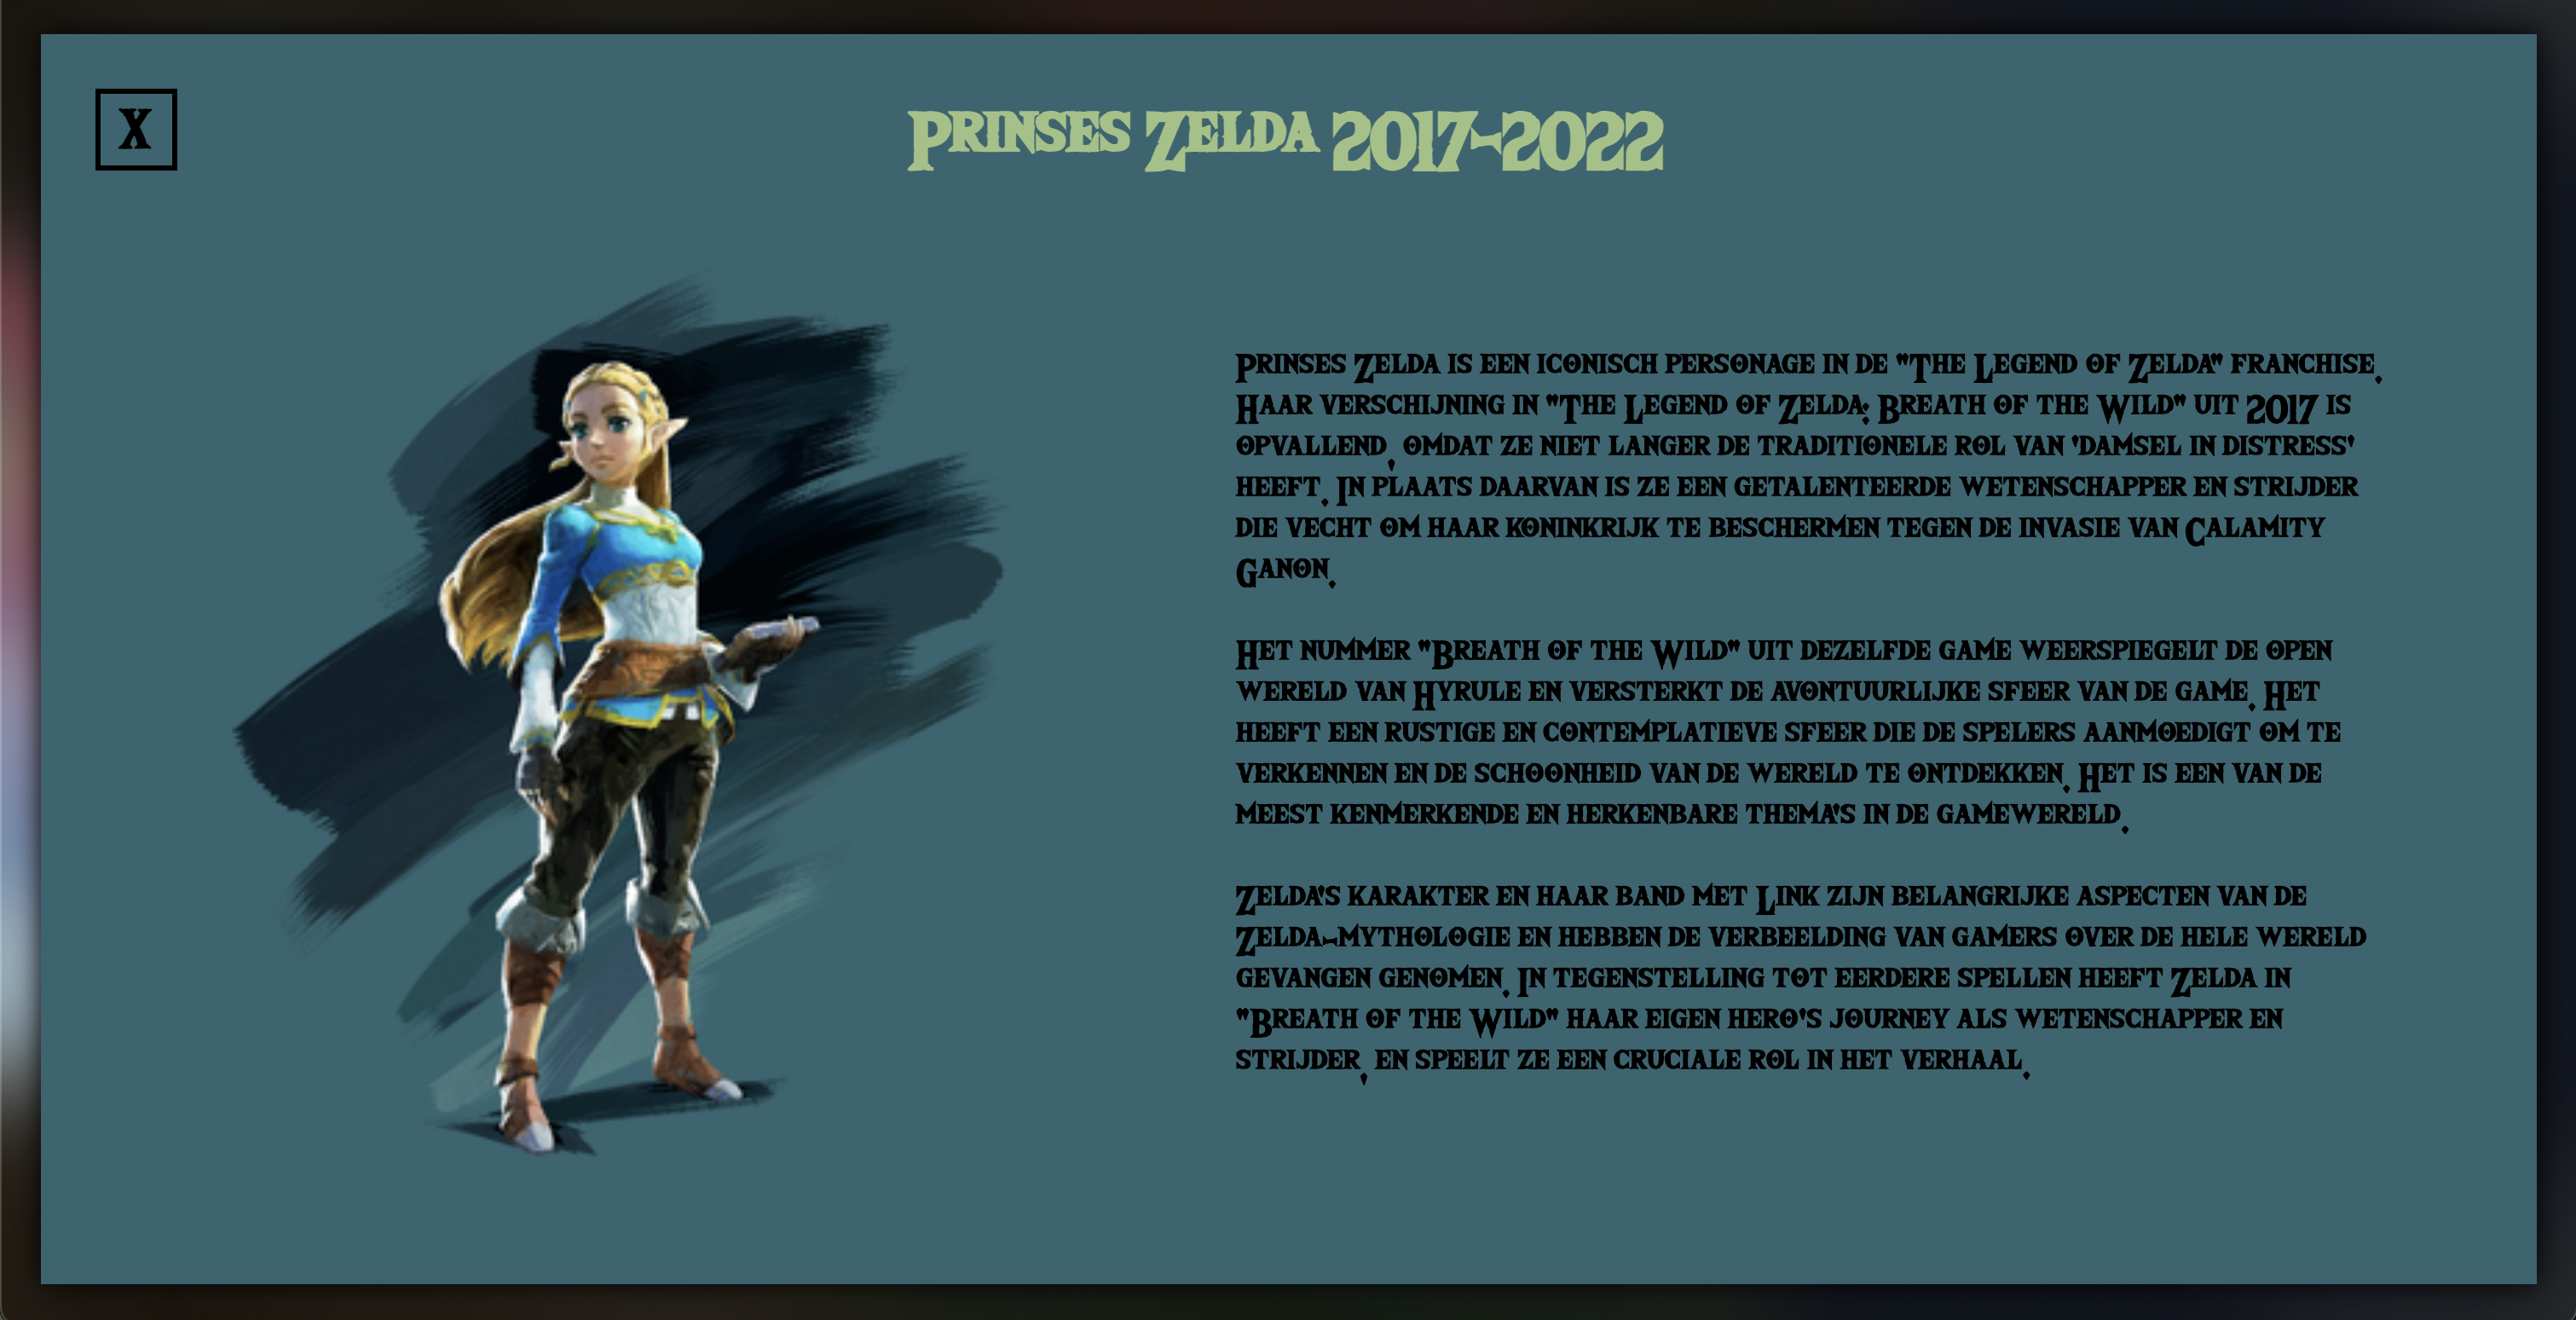 X
Prinses Zelda 2017-2022
Prinses Zelda is een iconisch personage in de "The Legend of Zelda" franchise.
Haar verschijning in "The Legend of Zelda: Breath of the Wild" uit 2017 is
opvallend, omdat ze niet langer de traditionele rol van 'damsel in distress'
heeft. In plaats daarvan is ze een getalenteerde wetenschapper en strijder
die vecht om haar koninkrijk te beschermen tegen de invasie van Calamity
Ganon.
Het nummer "Breath of the Wild" uit dezelfde game weerspiegelt de open
wereld van Hyrule en versterkt de avontuurlijke sfeer van de game. Het
heeft een rustige en contemplatieve sfeer die de spelers aanmoedigt om te
verkennen en de schoonheid van de wereld te ontdekken. Het is een van de
meest kenmerkende en herkenbare thema's in de gamewereld.
Zelda's karakter en haar band met Link zijn belangrijke aspecten van de
Zelda-mythologie en hebben de verbeelding van gamers over de hele wereld
gevangen genomen. In tegenstelling tot eerdere spellen heeft Zelda in
"Breath of the Wild" haar eigen hero's journey als wetenschapper en
strijder, en speelt ze een cruciale rol in het verhaal.